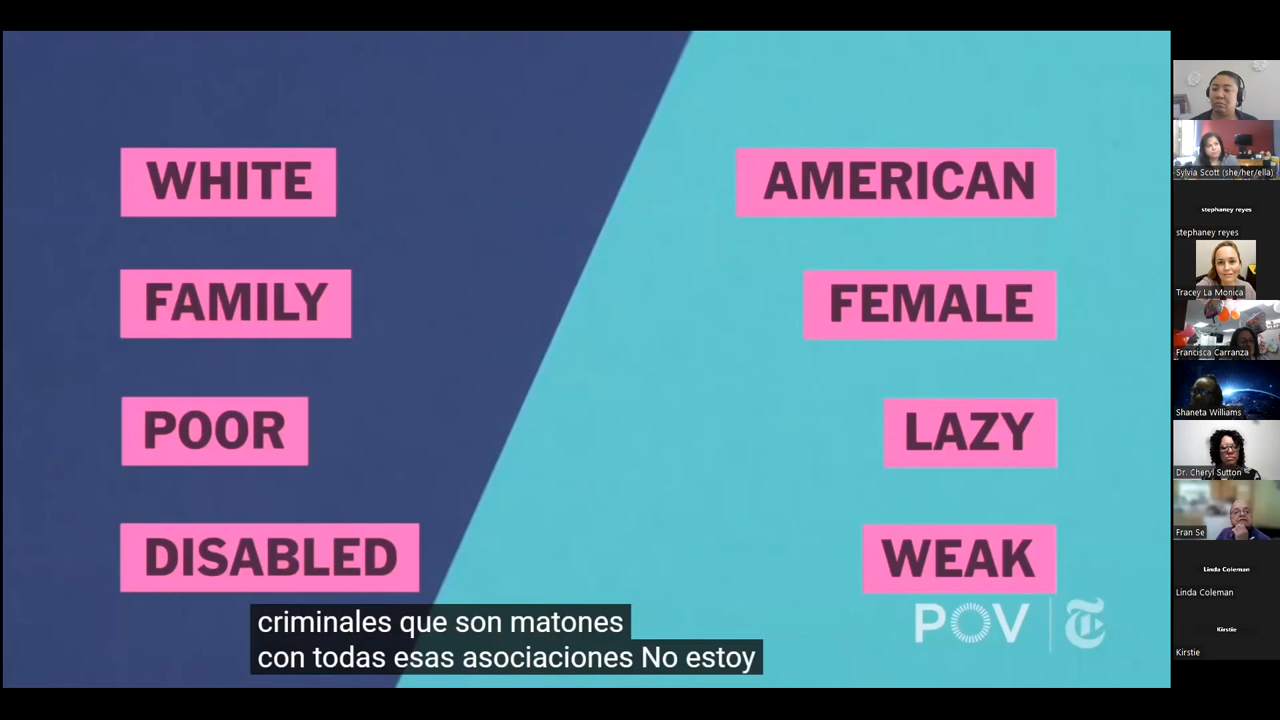 WHITE
AMERICAN
FAMILY
FEMALE
POOR
LAZY
DISABLED
WEAK
criminales que son matones
con todas esas asociaciones No estoy
POV
Sylvia Scott (she/her/ella)
stephaney reyes
stephaney reyes
Tracey La Monica
Francisca Carranza
Shaneta Williams
Dr. Cheryl Sutton
Fran Se
Linda Coleman
Linda Coleman
Kirstie
Kirstie